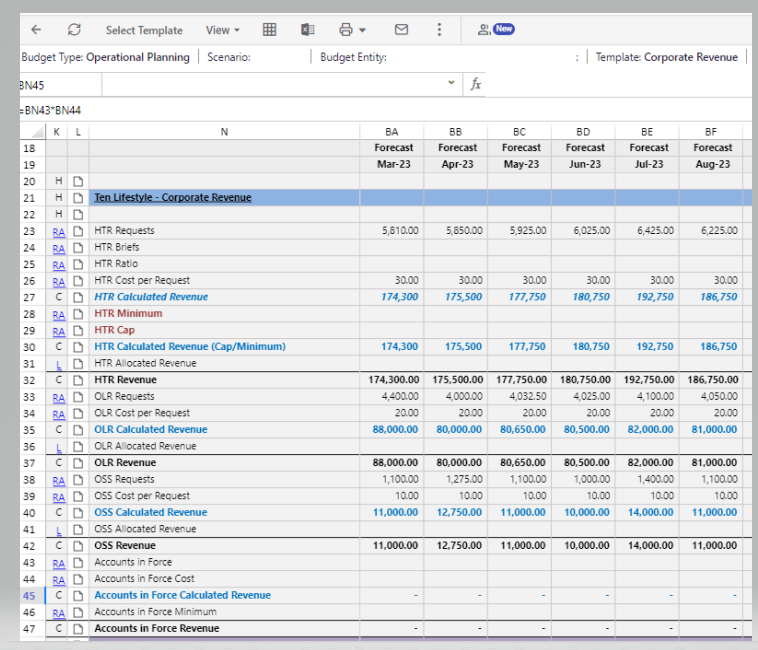 Select Template View New
Budget Type: Operational Planning Scenario: Budget Entity: : Template: Corporate Revenue
BN45 fx
=BN43*BN44
K L N BA BB BC BD BE BF
18 Forecast Forecast Forecast Forecast Forecast Forecast
19 Mar-23 Apr-23 May-23 Jun-23 Jul-23 Aug-23
20 H
21 H Ten Lifestyle - Corporate Revenue
22 H
23 RA HTR Requests 5,810.00 5,850.00 5,925.00 6,025.00 6,425.00 6,225.00
24 RA HTR Briefs
25 RA HTR Ratio
26 RA HTR Cost per Request 30.00 30.00 30.00 30.00 30.00 30.00
27 C HTR Calculated Revenue 174,300 175,500 177,750 180,750 192,750 186,750
28 RA HTR Minimum
29 RA HTR Cap
30 C HTR Calculated Revenue (Cap/Minimum) 174,300 175,500 177,750 180,750 192,750 186,750
31 L HTR Allocated Revenue
32 C HTR Revenue 174,300.00 175,500.00 177,750.00 180,750.00 192,750.00 186,750.00
33 RA OLR Requests 4,400.00 4,000.00 4,032.50 4,025.00 4,100.00 4,050.00
34 RA OLR Cost per Request 20.00 20.00 20.00 20.00 20.00 20.00
35 C OLR Calculated Revenue 88,000.00 80,000.00 80,650.00 80,500.00 82,000.00 81,000.00
36 L OLR Allocated Revenue
37 C OLR Revenue 88,000.00 80,000.00 80,650.00 80,500.00 82,000.00 81,000.00
38 RA OSS Requests 1,100.00 1,275.00 1,100.00 1,000.00 1,400.00 1,100.00
39 RA OSS Cost per Request 10.00 10.00 10.00 10.00 10.00 10.00
40 C OSS Calculated Revenue 11,000.00 12,750.00 11,000.00 10,000.00 14,000.00 11,000.00
41 L OSS Allocated Revenue
42 C OSS Revenue 11,000.00 12,750.00 11,000.00 10,000.00 14,000.00 11,000.00
43 RA Accounts in Force
44 RA Accounts in Force Cost
45 C Accounts in Force Calculated Revenue - - - - - -
46 RA Accounts in Force Minimum
47 C Accounts in Force Revenue - - - - - -